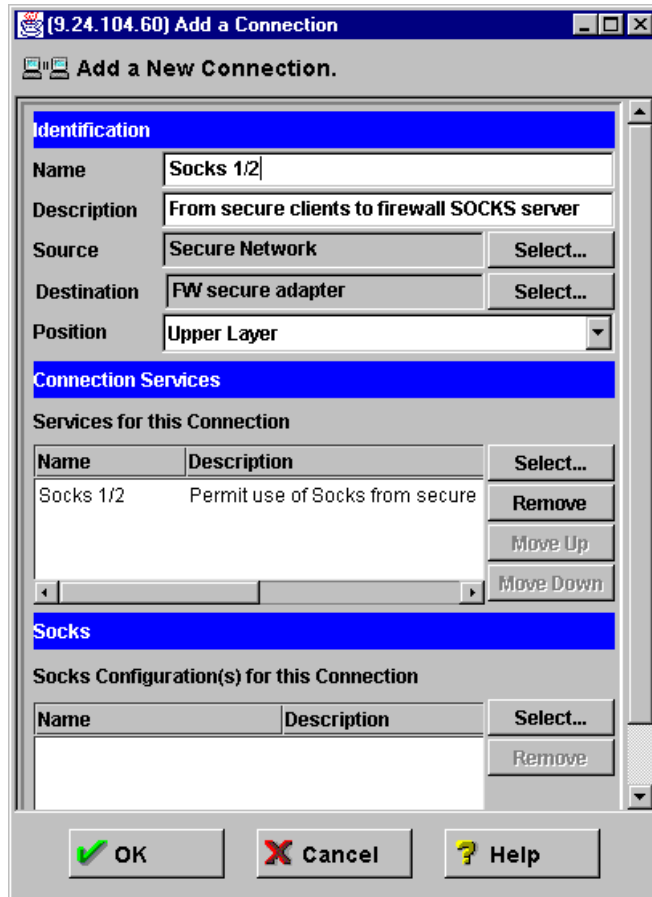 (9.24.104.60) Add a Connection
Add a New Connection.
Identification
Name Socks 1/2
Description From secure clients to firewall SOCKS server
Source Secure Network Select...
Destination FW secure adapter Select...
Position Upper Layer
Connection Services
Services for this Connection
Name Description Select...
Socks 1/2 Permit use of Socks from secure
Remove
Move Up
Move Down
Socks
Socks Configuration(s) for this Connection
Name Description Select...
Remove
OK Cancel Help